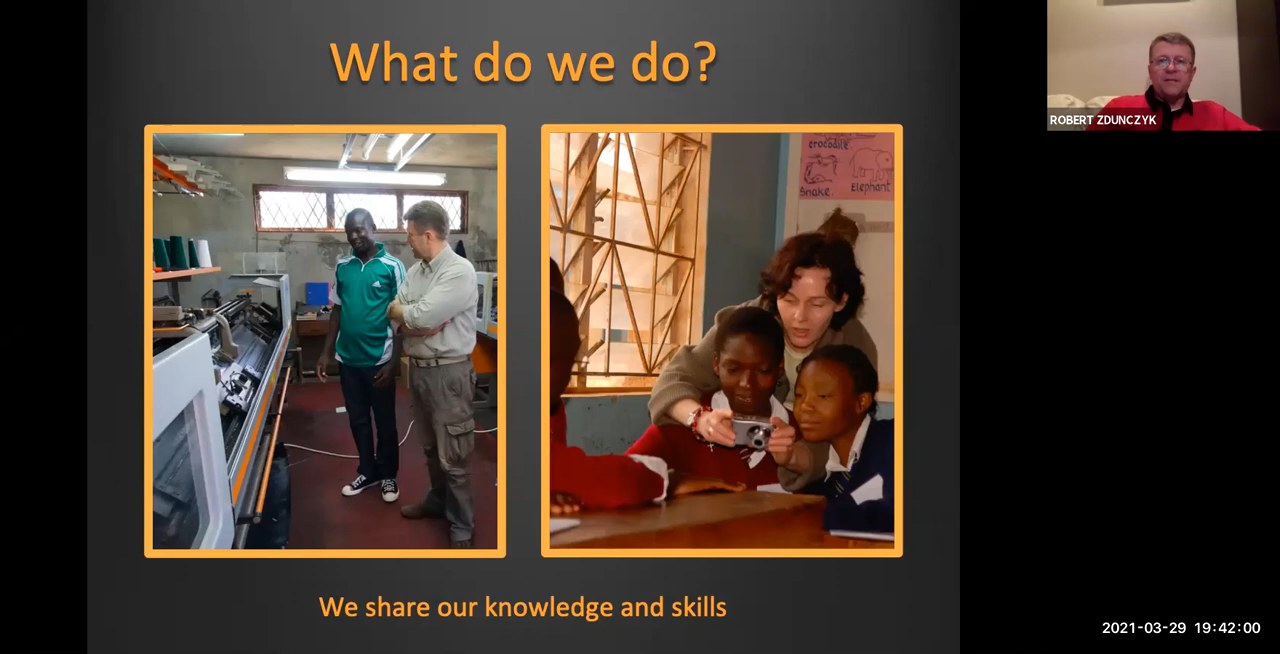 What do we do?
ROBERT ZDUNCZYK
crocodile
Snake.
Elephant
adidas
We share our knowledge and skills
2021-03-29 19:42:00